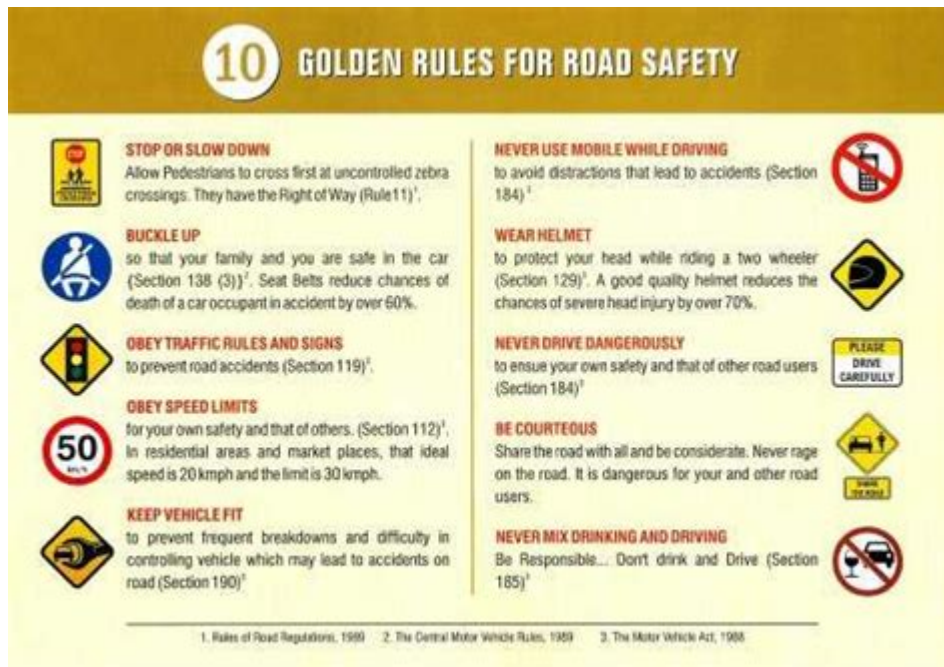 10 GOLDEN RULES FOR ROAD SAFETY
STOP OR SLOW DOWN
Allow Pedestrians to cross first at uncontrolled zebra
crossings. They have the Right of Way (Rule11)¹.
BUCKLE UP
so that your family and you are safe in the car
{Section 138 (3)}². Seat Belts reduce chances of
death of a car occupant in accident by over 60%.
OBEY TRAFFIC RULES AND SIGNS
to prevent road accidents (Section 119)³.
OBEY SPEED LIMITS
for your own safety and that of others. (Section 112)³.
In residential areas and market places, that ideal
speed is 20 kmph and the limit is 30 kmph.
50
KEEP VEHICLE FIT
to prevent frequent breakdowns and difficulty in
controlling vehicle which may lead to accidents on
road (Section 190)³
NEVER USE MOBILE WHILE DRIVING
to avoid distractions that lead to accidents (Section
184)³
WEAR HELMET
to protect your head while riding a two wheeler
(Section 129)³. A good quality helmet reduces the
chances of severe head injury by over 70%.
NEVER DRIVE DANGEROUSLY
to ensue your own safety and that of other road users
(Section 184)³
PLEASE
DRIVE
CAREFULLY
BE COURTEOUS
Share the road with all and be considerate. Never rage
on the road. It is dangerous for your and other road
users.
SHARE
THE ROAD
NEVER MIX DRINKING AND DRIVING
Be Responsible... Don't drink and Drive (Section
185)³
1. Rules of Road Regulations, 1989 2. The Central Motor Vehicle Rules, 1989 3. The Motor Vehicle Act, 1988